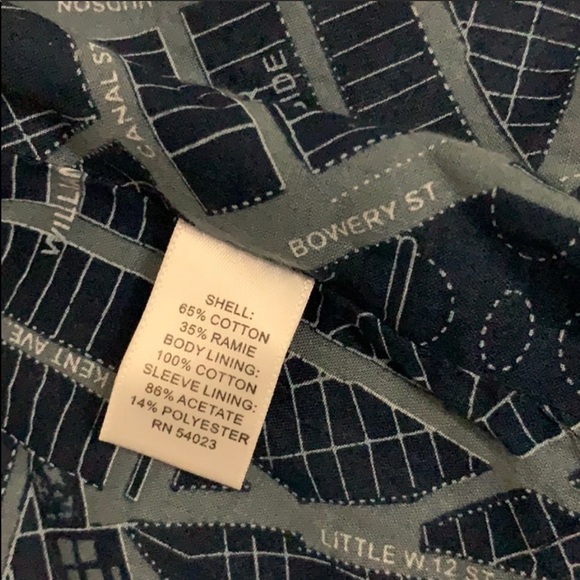 HUDSON
CANAL ST
IDE
BOWERY ST
KENT AVE
SHELL:
65% COTTON
35% RAMIE
BODY LINING:
100% COTTON
SLEEVE LINING:
86% ACETATE
14% POLYESTER
RN 54023
LITTLE W. 12 ST